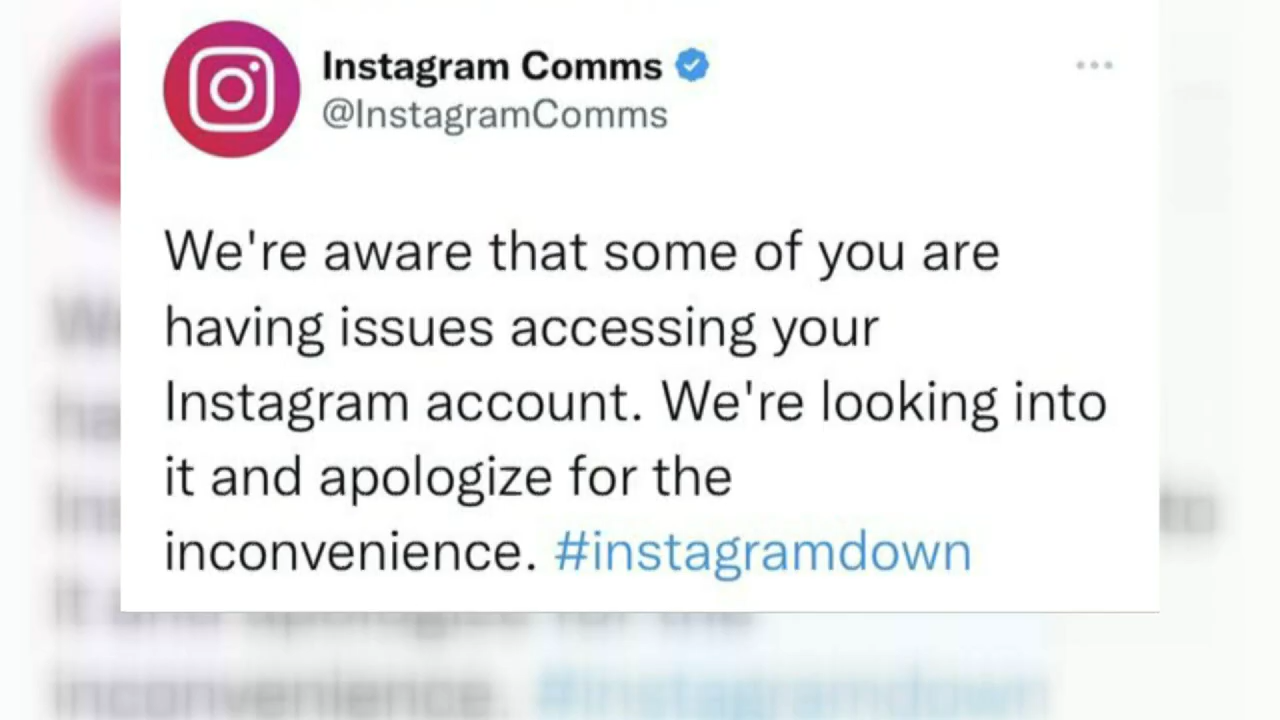 Instagram Comms
@InstagramComms
We're aware that some of you are
having issues accessing your
Instagram account. We're looking into
it and apologize for the
inconvenience. #instagramdown